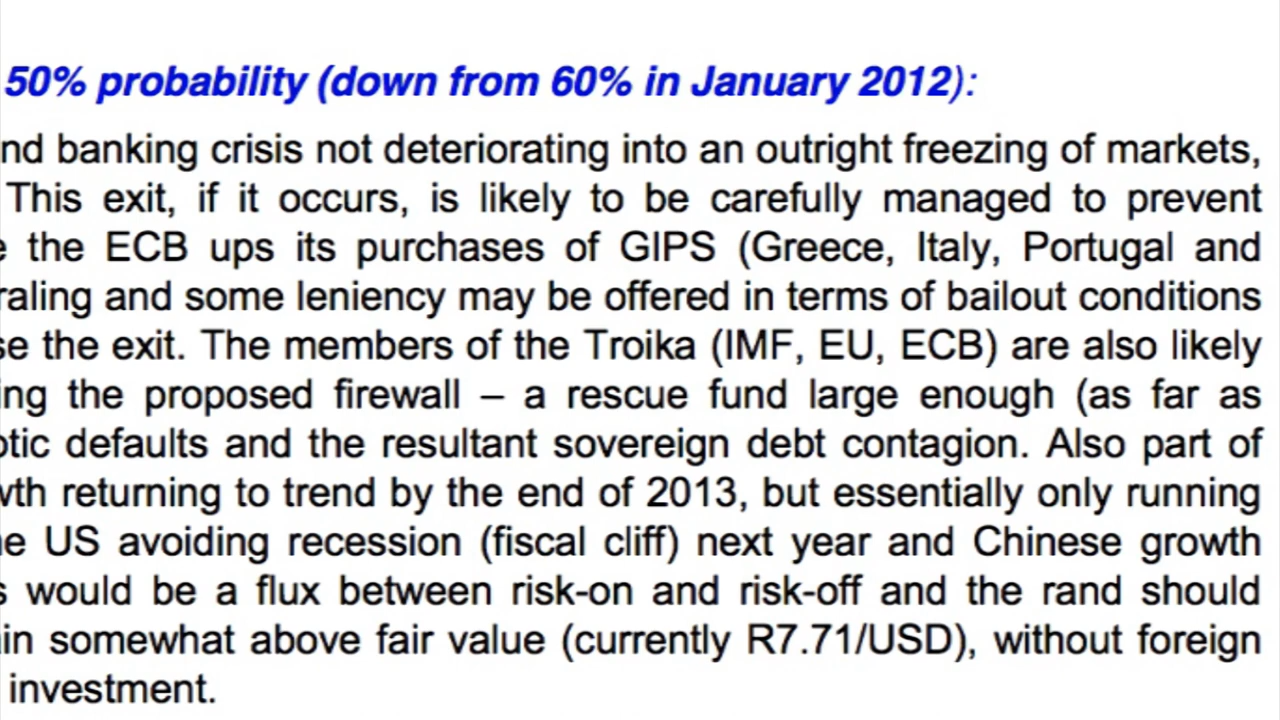 50% probability (down from 60% in January 2012):
nd banking crisis not deteriorating into an outright freezing of markets,
This exit, if it occurs, is likely to be carefully managed to prevent
e the ECB ups its purchases of GIPS (Greece, Italy, Portugal and
raling and some leniency may be offered in terms of bailout conditions
se the exit. The members of the Troika (IMF, EU, ECB) are also likely
ing the proposed firewall – a rescue fund large enough (as far as
otic defaults and the resultant sovereign debt contagion. Also part of
wth returning to trend by the end of 2013, but essentially only running
ne US avoiding recession (fiscal cliff) next year and Chinese growth
s would be a flux between risk-on and risk-off and the rand should
in somewhat above fair value (currently R7.71/USD), without foreign
investment.